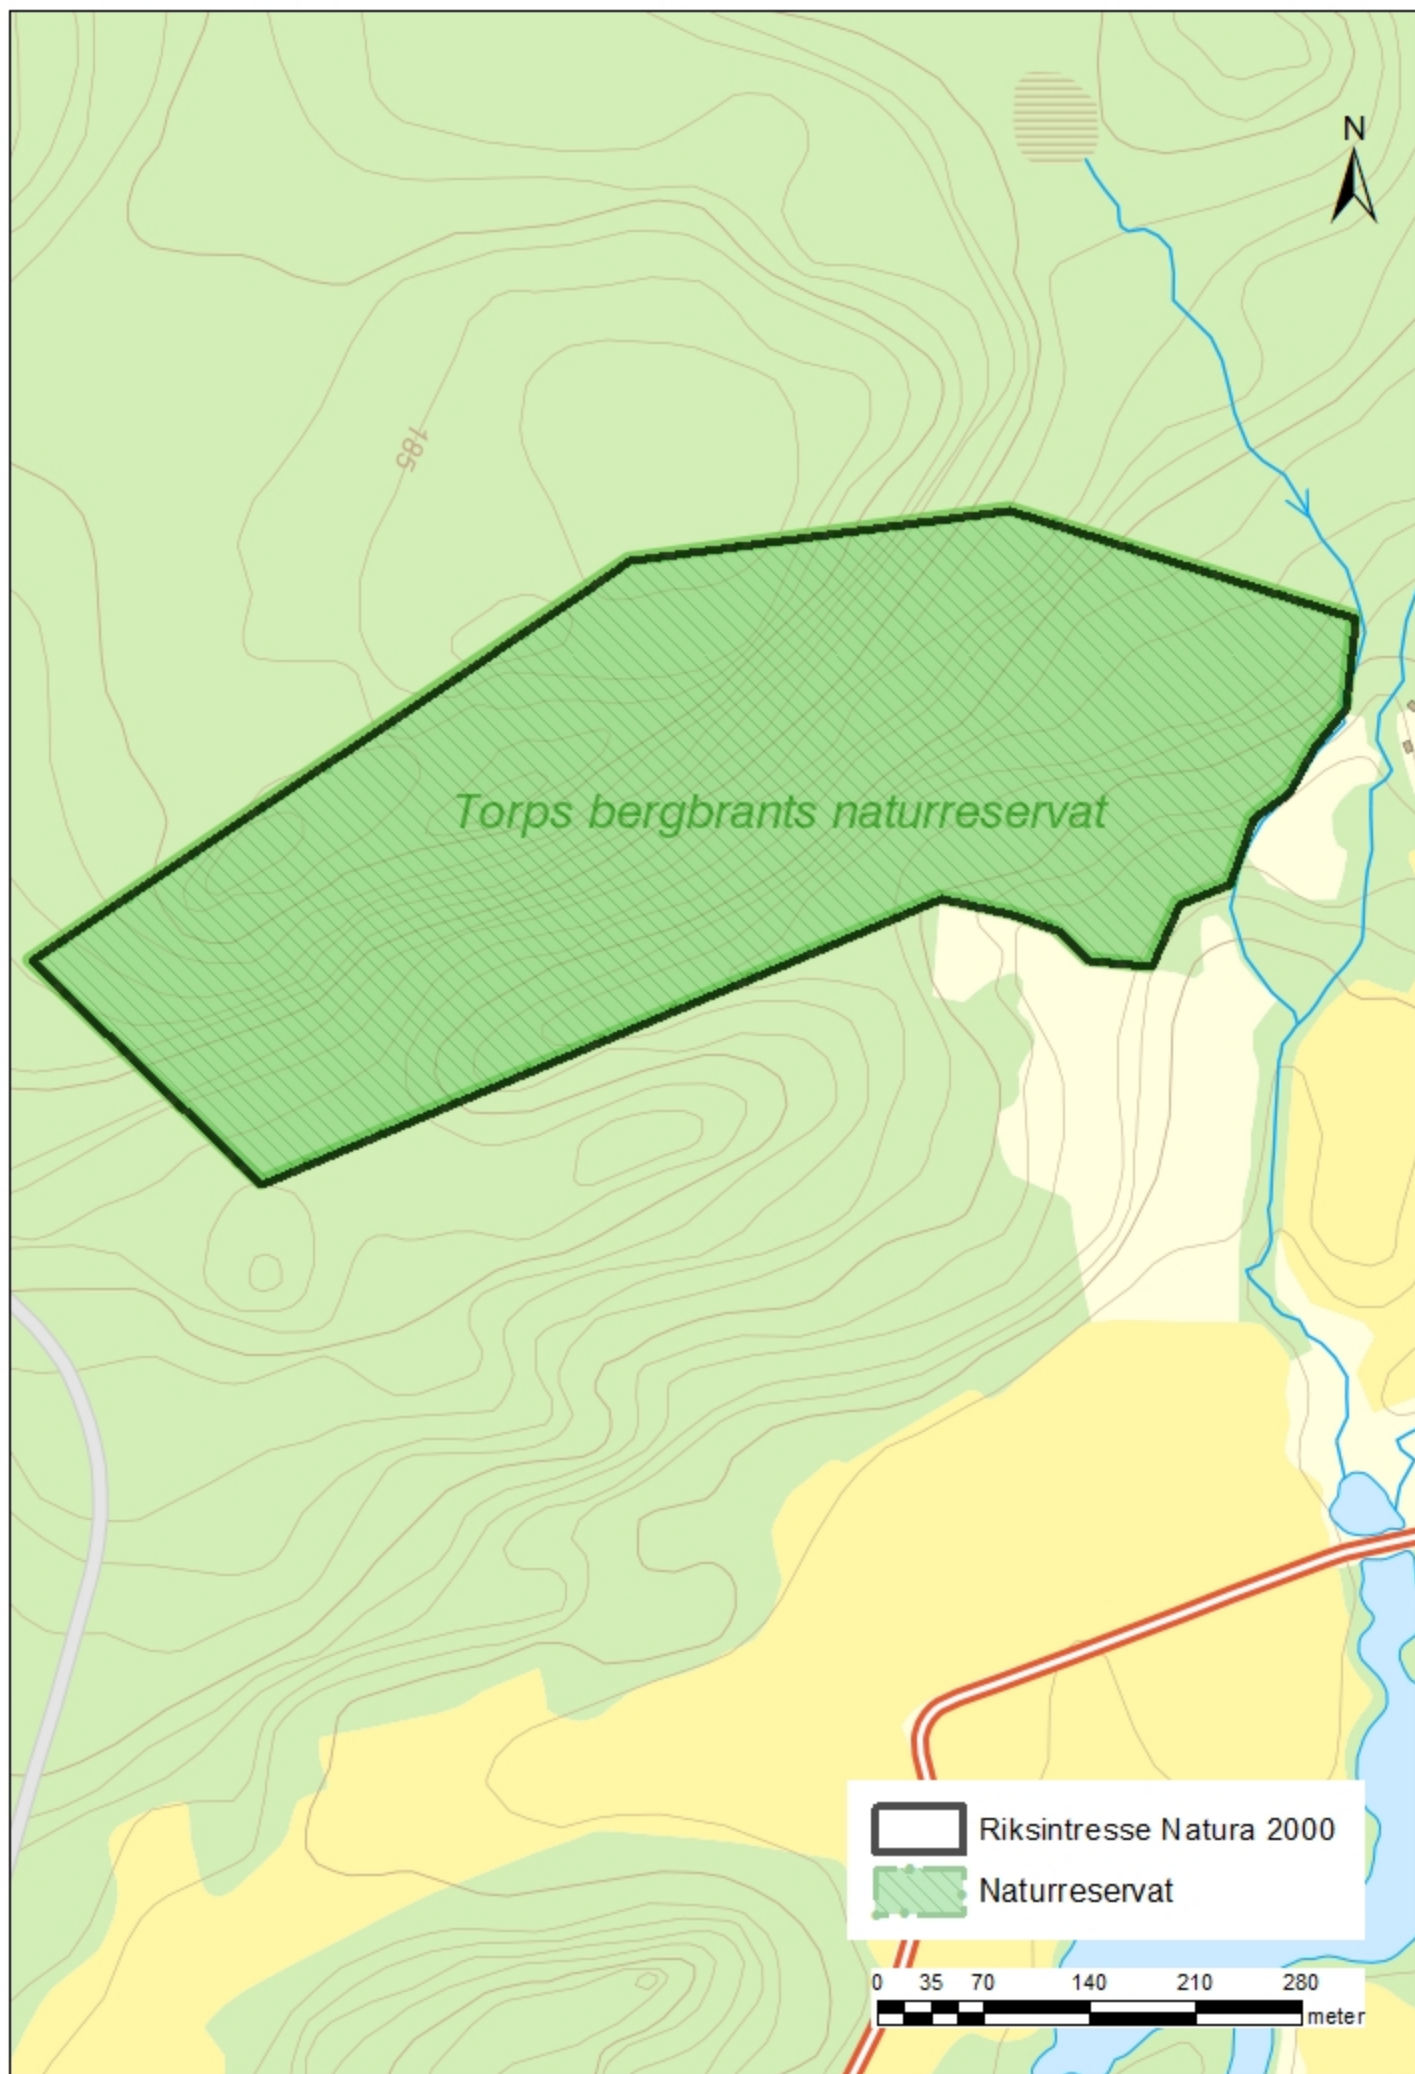 N
185
Torps bergbrants naturreservat
Riksintresse Natura 2000
Naturreservat
0 35 70 140 210 280
meter